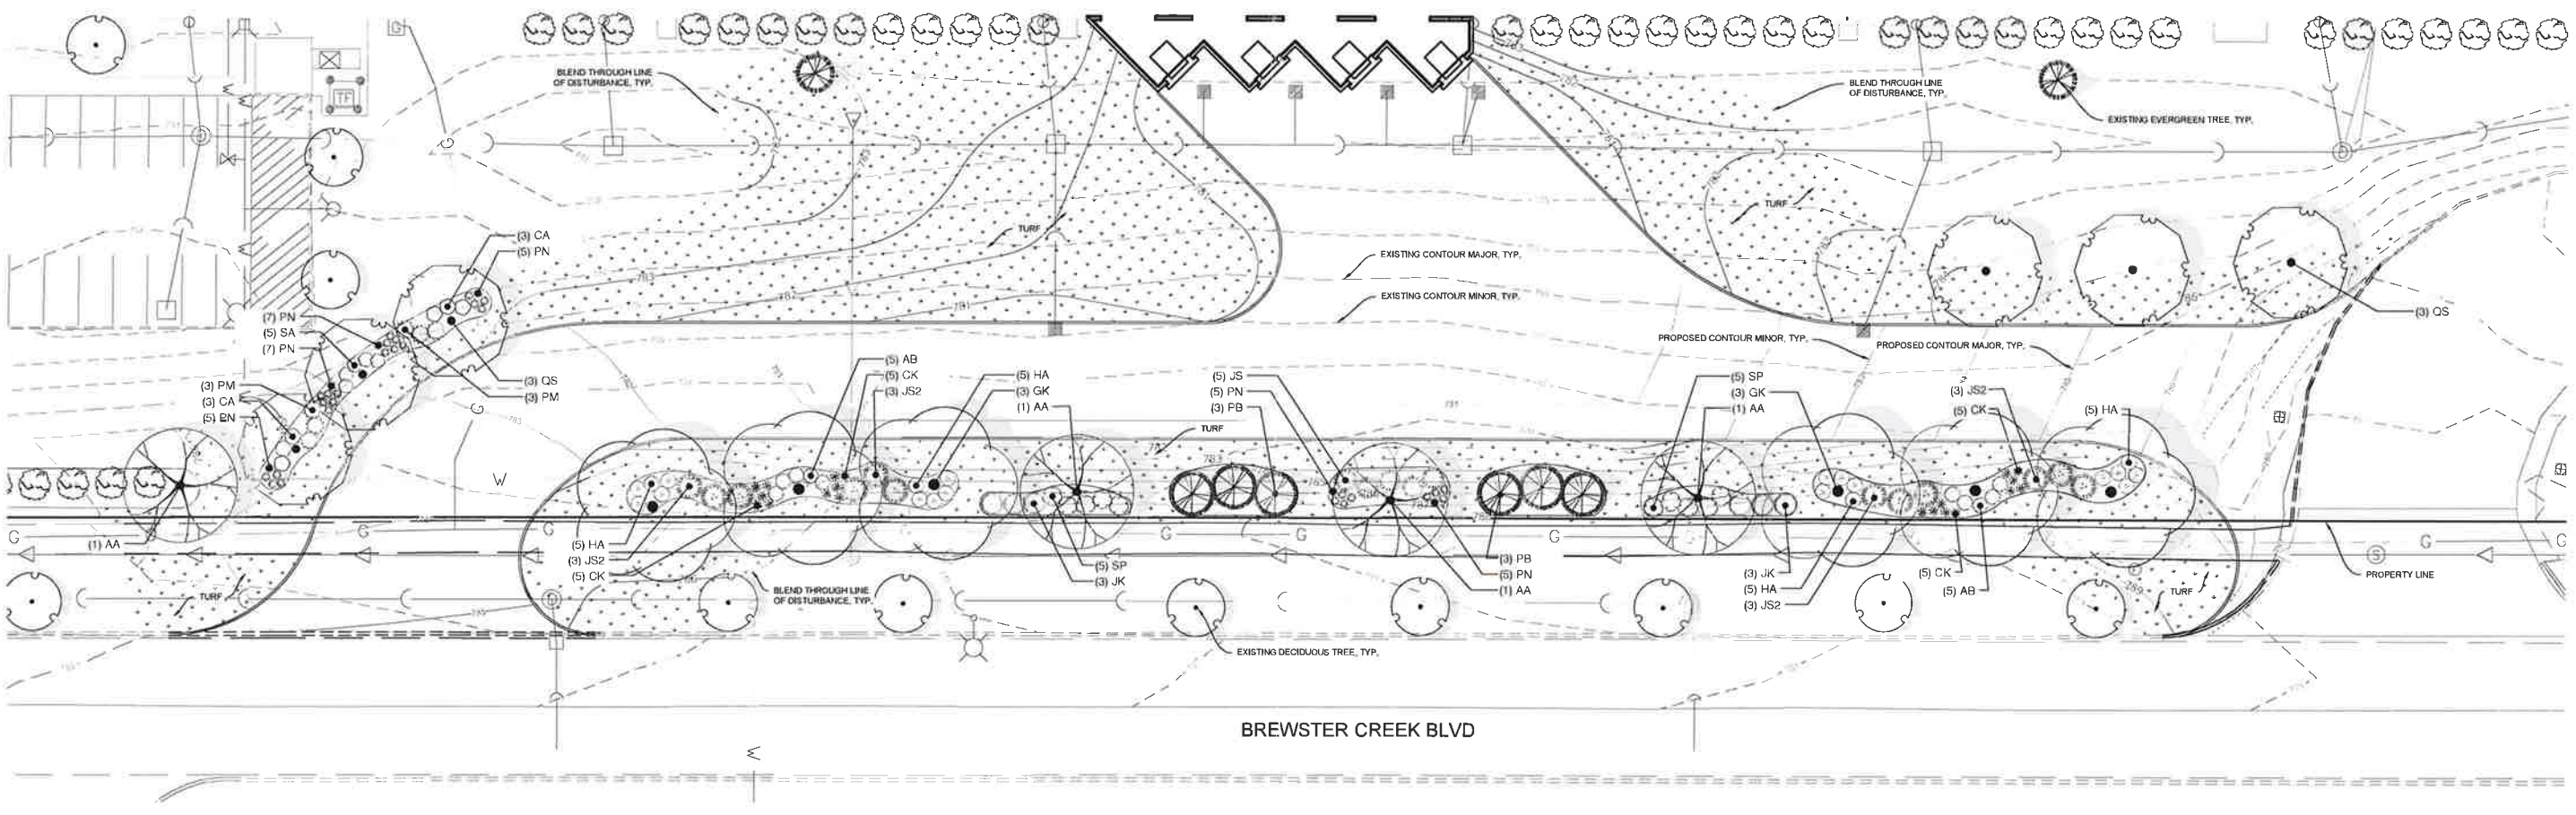 G
TF
BLEND THROUGH LINE
OF DISTURBANCE, TYP.
BLEND THROUGH LINE
OF DISTURBANCE, TYP.
EXISTING EVERGREEN TREE, TYP.
G
D
D
TURF
TURF
(3) CA
(5) PN
EXISTING CONTOUR MAJOR, TYP.
EXISTING CONTOUR MINOR, TYP.
783
782
781
(7) PN
(5) SA
(7) PN
(3) QS
PROPOSED CONTOUR MINOR, TYP.
PROPOSED CONTOUR MAJOR, TYP.
(3) QS
(3) PM
(3) PM
(3) CA
(5) PN
G
(5) AB
(5) CK
(3) JS2
(5) HA
(3) GK
(1) AA
(5) JS
(5) PN
(3) PB
(5) SP
(3) GK
(1) AA
(3) JS2
(5) CK
(5) HA
TURF
W
(1) AA
(5) HA
(3) JS2
(5) CK
(5) SP
(3) JK
(3) PB
(5) PN
(1) AA
(3) JK
(5) HA
(3) JS2
(5) CK
(5) AB
G
G
G
G
G
G
S
G
G
PROPERTY LINE
TURF
BLEND THROUGH LINE
OF DISTURBANCE, TYP.
TURF
D
EXISTING DECIDUOUS TREE, TYP.
BREWSTER CREEK BLVD